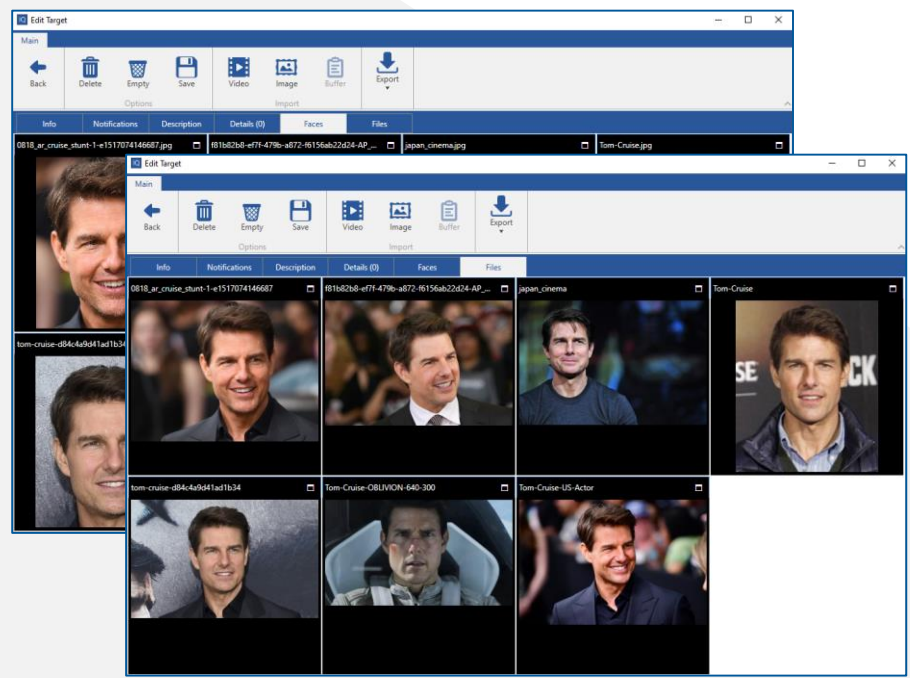 Edit Target
Main
Back
Delete
Empty
Save
Video
Image
Buffer
Export
Options
Import
Info
Notifications
Description
Details (0)
Faces
Files
0818_ar_cruise_stunt-1-e1517074146687.jpg
f81b82b8-ef7f-479b-a872-f6156ab22d24-AP_...
japan_cinema.jpg
Tom-Cruise.jpg
tom-cruise-d84c4a9d41ad1b34
Edit Target
Main
Back
Delete
Empty
Save
Video
Image
Buffer
Export
Options
Import
Info
Notifications
Description
Details (0)
Faces
Files
0818_ar_cruise_stunt-1-e1517074146687
f81b82b8-ef7f-479b-a872-f6156ab22d24-AP_...
japan_cinema
Tom-Cruise
SE
CK
tom-cruise-d84c4a9d41ad1b34
Tom-Cruise-OBLIVION-640-300
Tom-Cruise-US-Actor